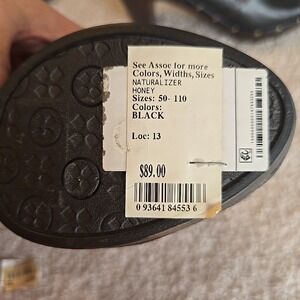 See Assoc for more
Colors, Widths, Sizes
NATURALIZER
HONEY
Sizes: 50- 110
Colors:
BLACK
Loc: 13
$89.00
0 93641 84553 6